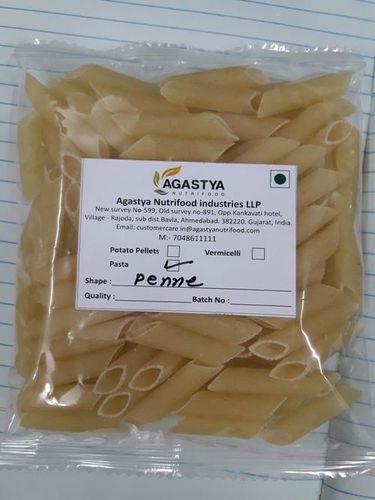 AGASTYA
NUTRIFOOD
Agastya Nutrifood industries LLP
New survey No-599, Old survey no-891, Opp.Kankavati hotel,
Village - Rajoda, sub dist.Bavla, Ahmedabad. 382220. Gujarat, India.
Email: customercare.in@agastyanutrifood.com
M:- 7048611111
Potato Pellets Vermicelli
Pasta
Shape : penne
Quality : Batch No :